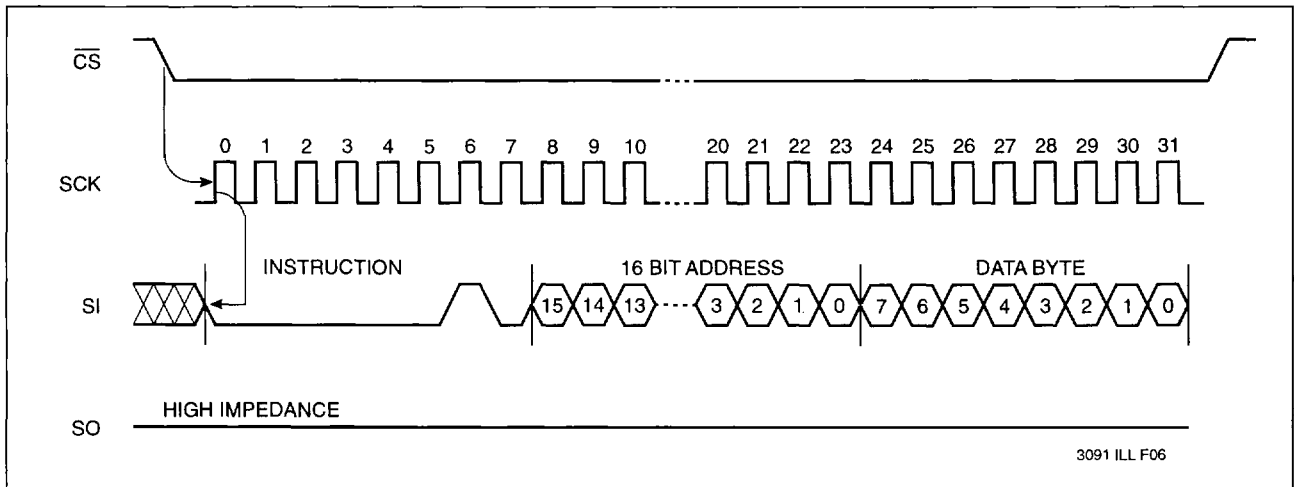 C̅S̅
0 1 2 3 4 5 6 7 8 9 10 20 21 22 23 24 25 26 27 28 29 30 31
SCK
INSTRUCTION 16 BIT ADDRESS DATA BYTE
SI 15 14 13 3 2 1 0 7 6 5 4 3 2 1 0
HIGH IMPEDANCE
SO
3091 ILL F06